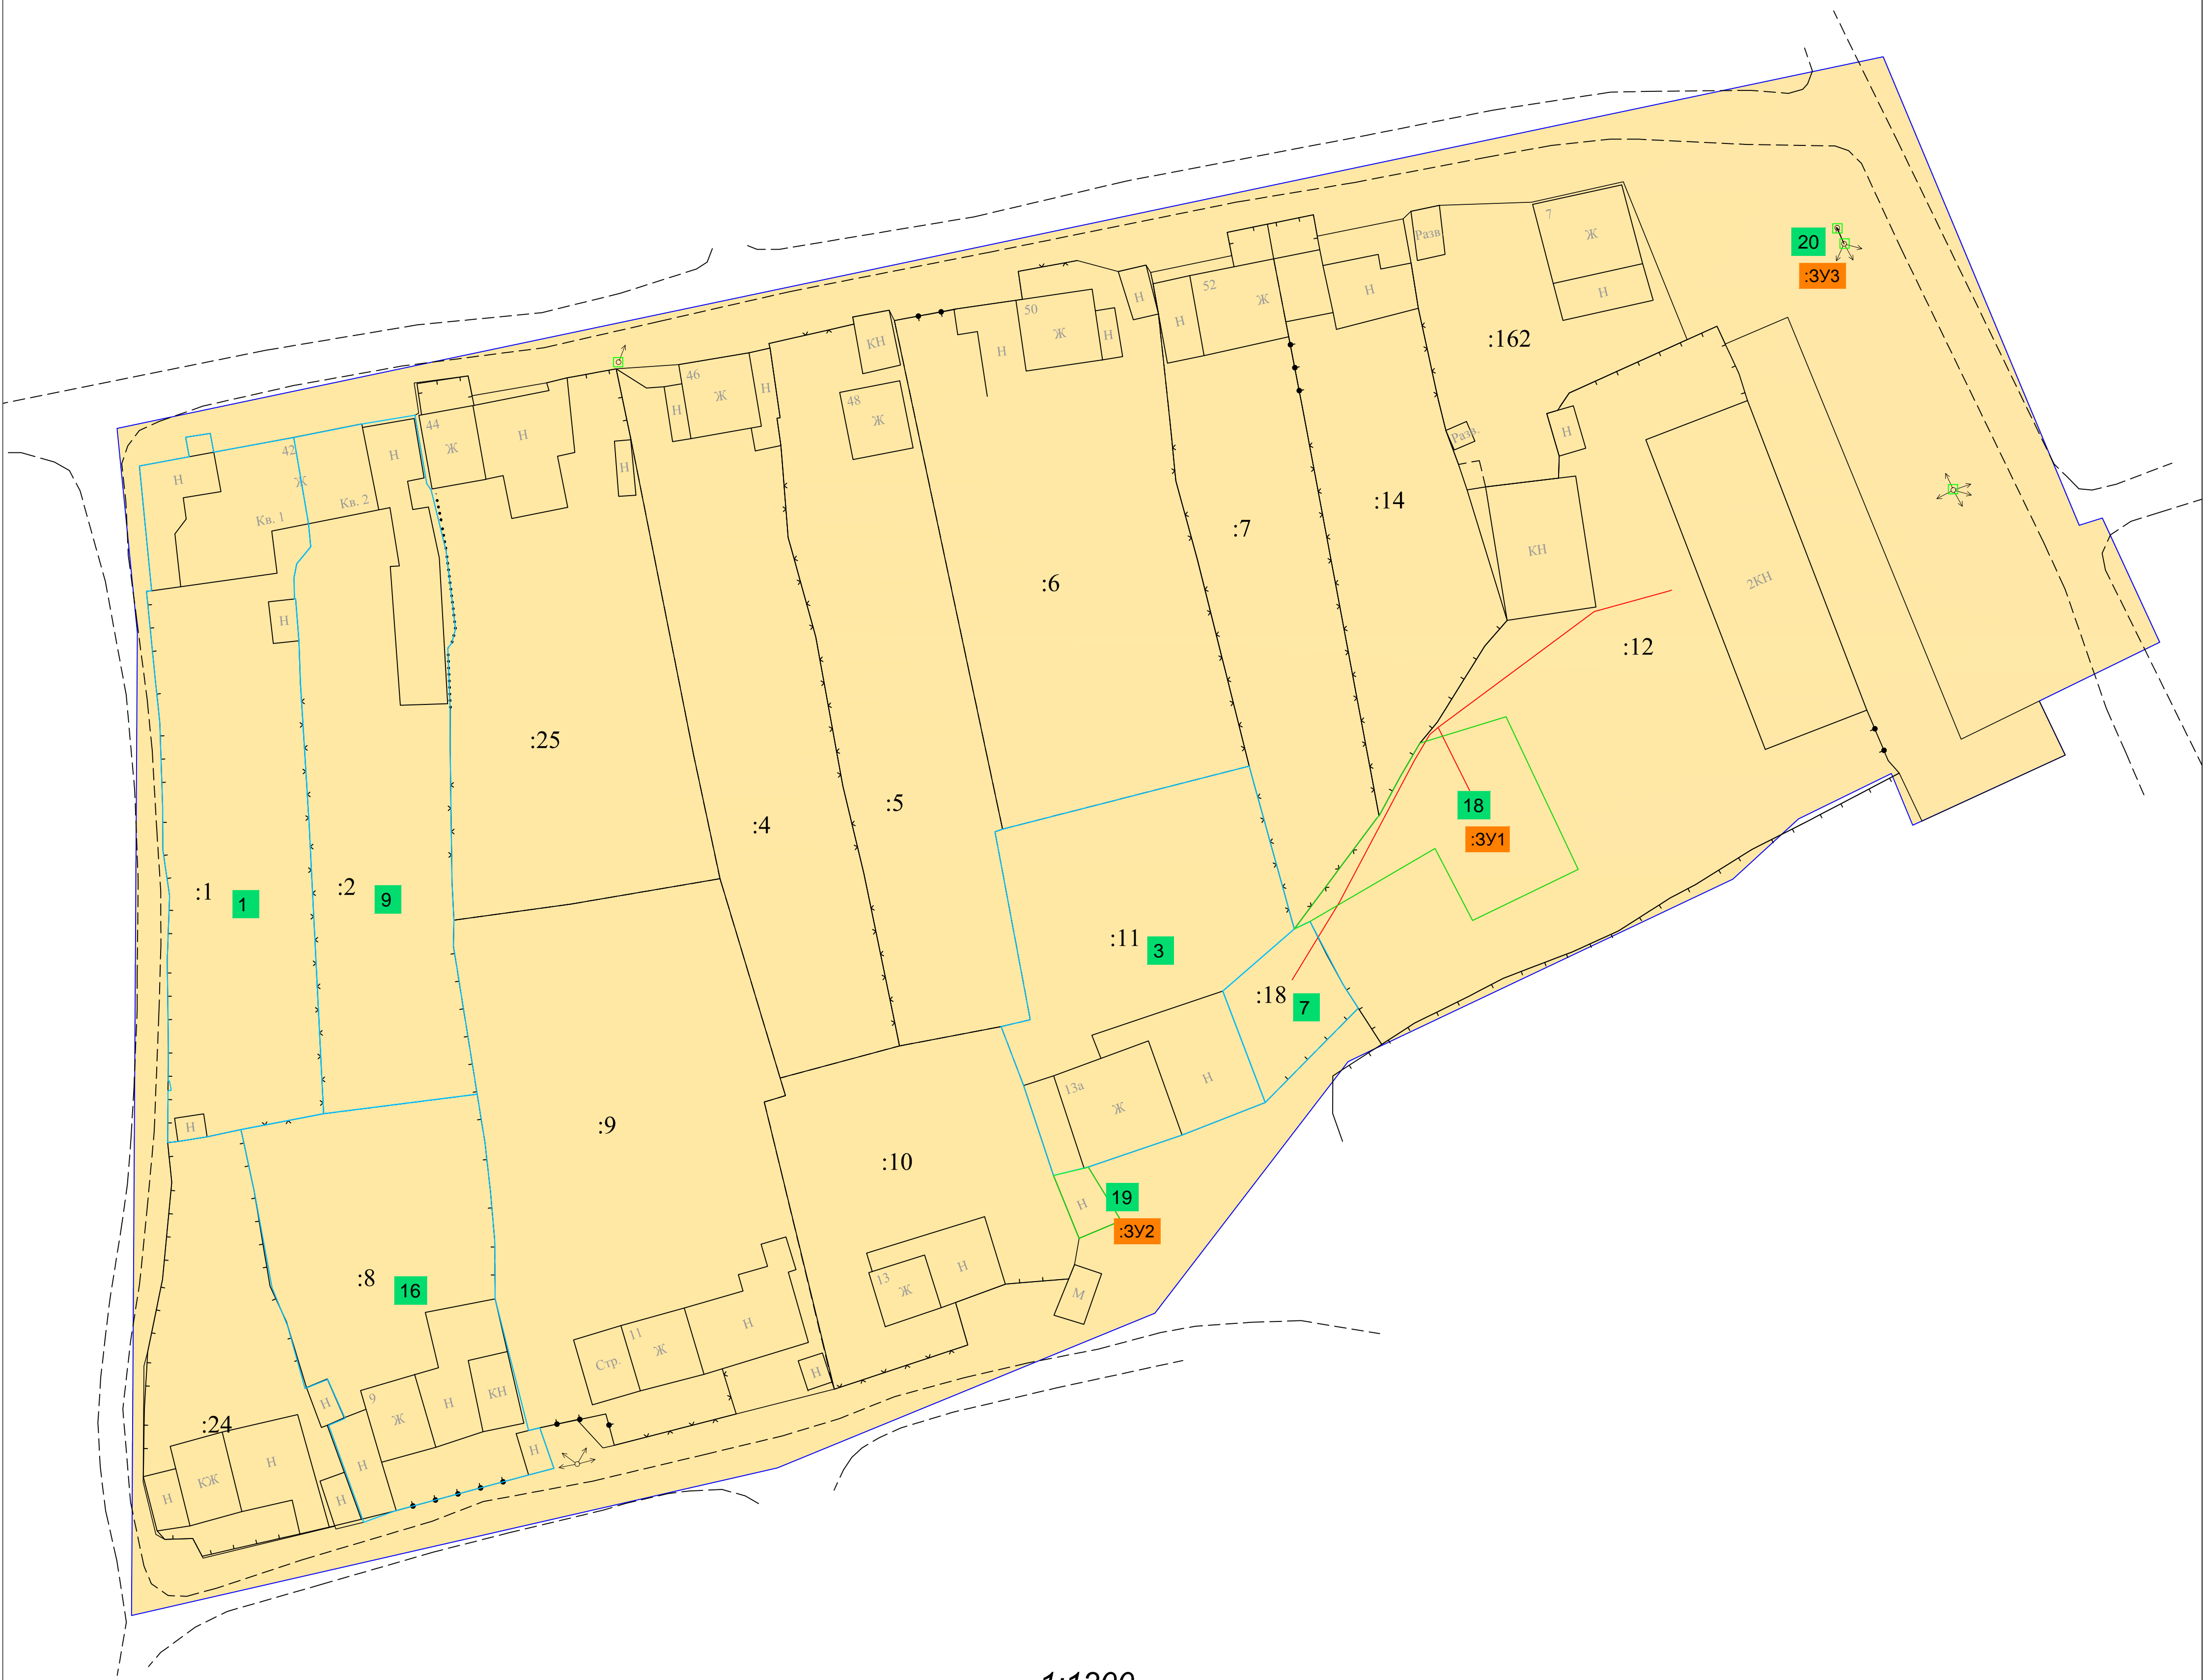 7
Ж
Н
Разв
:162
20
:ЗУ3
52
Ж
Н
Н
Н
50
Ж
Н
Н
КН
48
Ж
46
Ж
Н
Н
44
Ж
Н
Н
42
Ж
Н
Н
Кв. 1
Кв. 2
Разв.
Н
КН
2КН
:14
:7
:6
Н
:12
:25
:4
:5
18
:ЗУ1
:1
1
:2
9
:11
3
:18
7
13а
Ж
Н
Н
:9
:10
Н
19
:ЗУ2
:8
16
13
Ж
Н
М
Стр.
11
Ж
Н
Н
9
Ж
Н
КН
Н
Н
Н
Н
:24
КЖ
Н
Н
1:1200